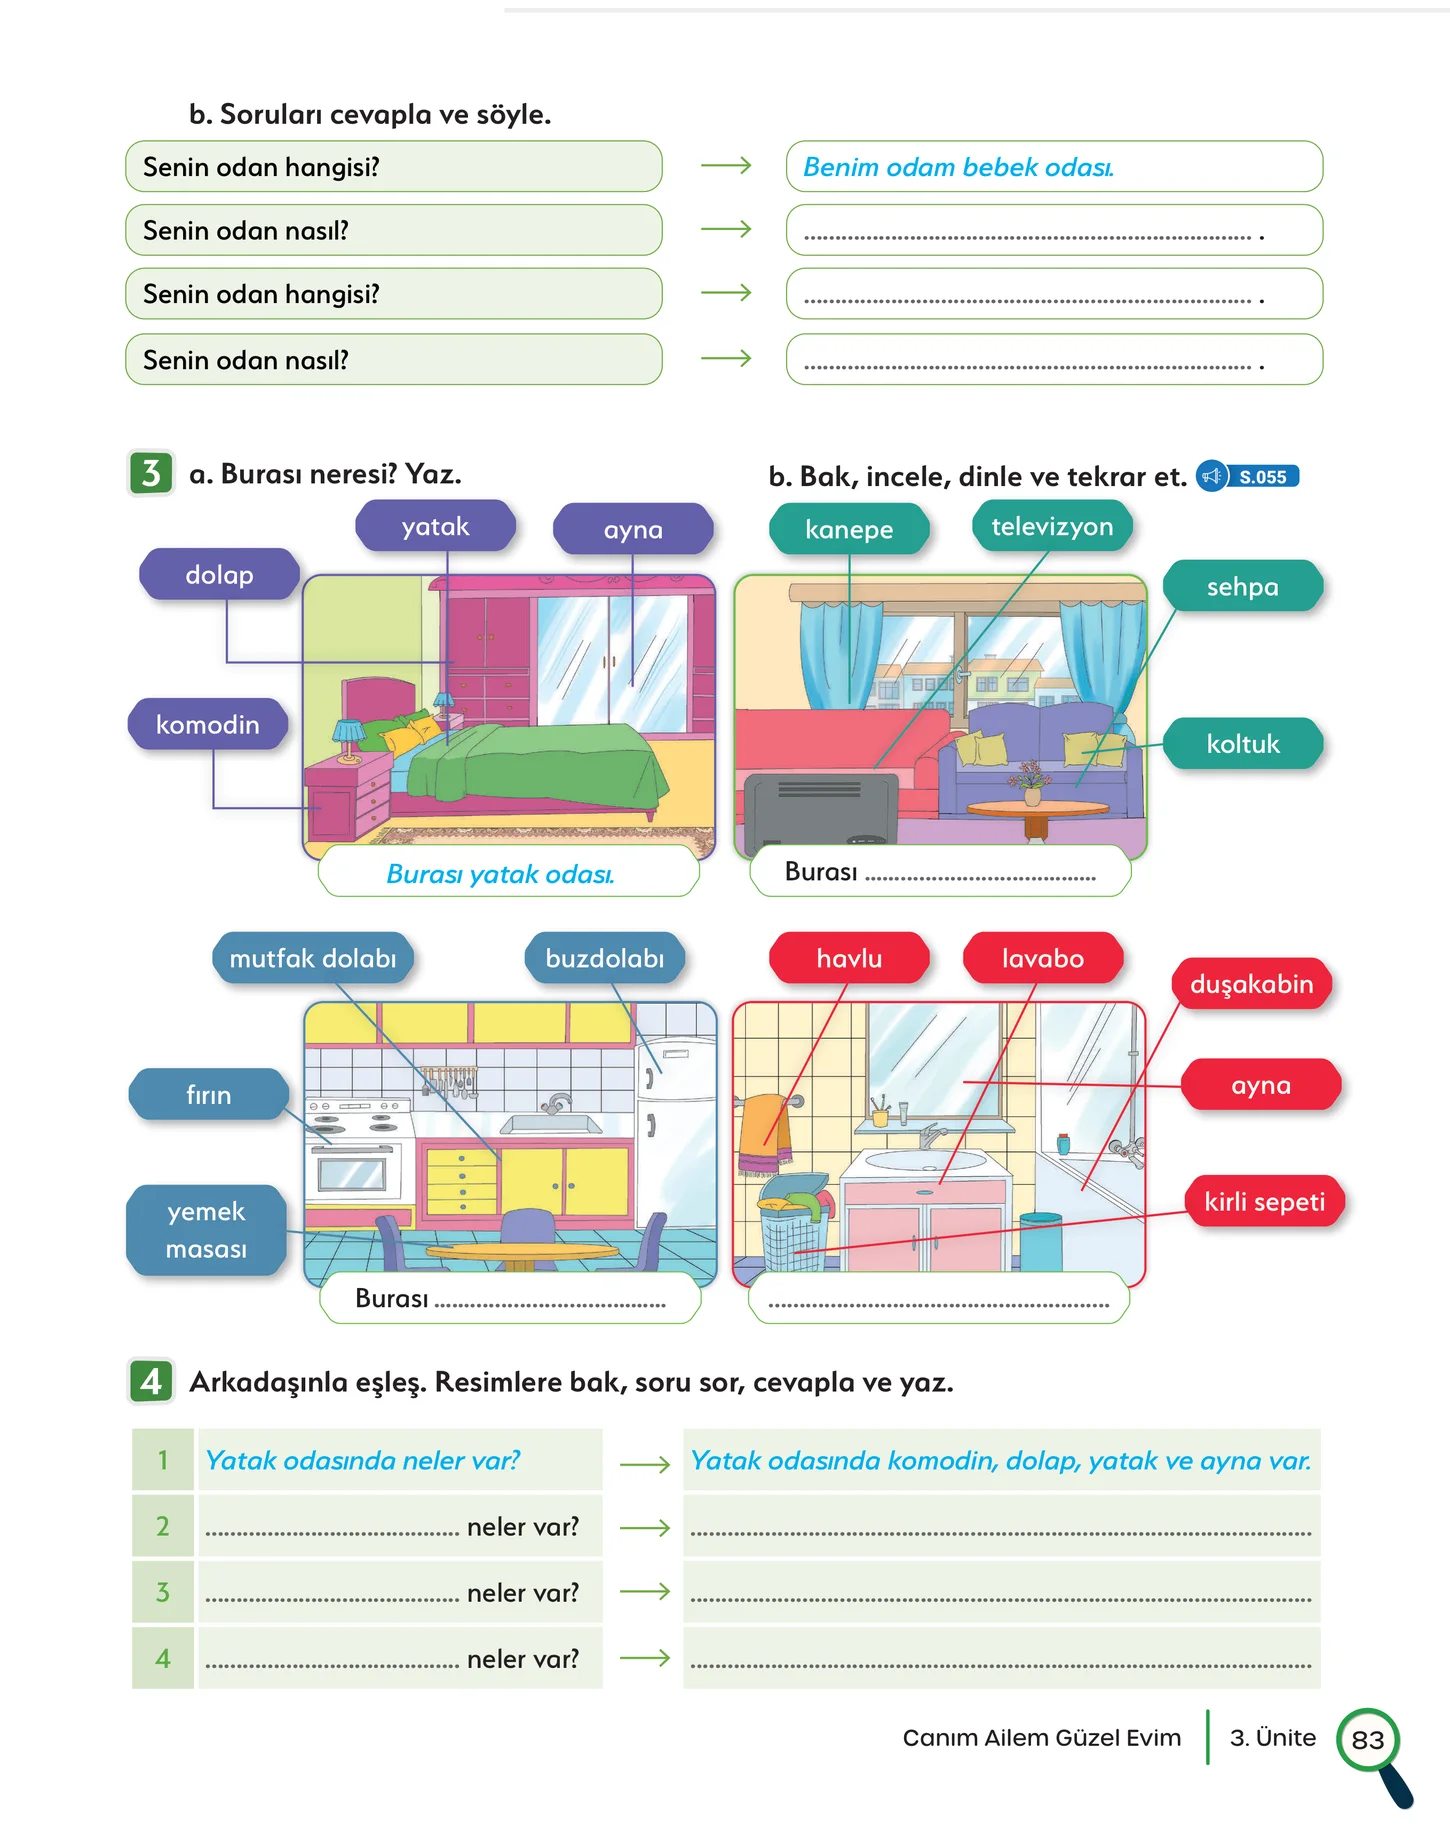 b. Soruları cevapla ve söyle.
Senin odan hangisi?
Benim odam bebek odası.
Senin odan nasıl?
.................................................. .
Senin odan hangisi?
.................................................. .
Senin odan nasıl?
.................................................. .
3 a. Burası neresi? Yaz.
b. Bak, incele, dinle ve tekrar et. S.055
yatak
ayna
dolap
komodin
Burası yatak odası.
kanepe
televizyon
sehpa
koltuk
Burası ......................................
mutfak dolabı
buzdolabı
fırın
yemek
masası
Burası ......................................
havlu
lavabo
duşakabin
ayna
kirli sepeti
........................................................
4 Arkadaşınla eşleş. Resimlere bak, soru sor, cevapla ve yaz.
1 Yatak odasında neler var? Yatak odasında komodin, dolap, yatak ve ayna var.
2 .......................................... neler var? ..................................................
3 .......................................... neler var? ..................................................
4 .......................................... neler var? ..................................................
Canım Ailem Güzel Evim 3. Ünite 83